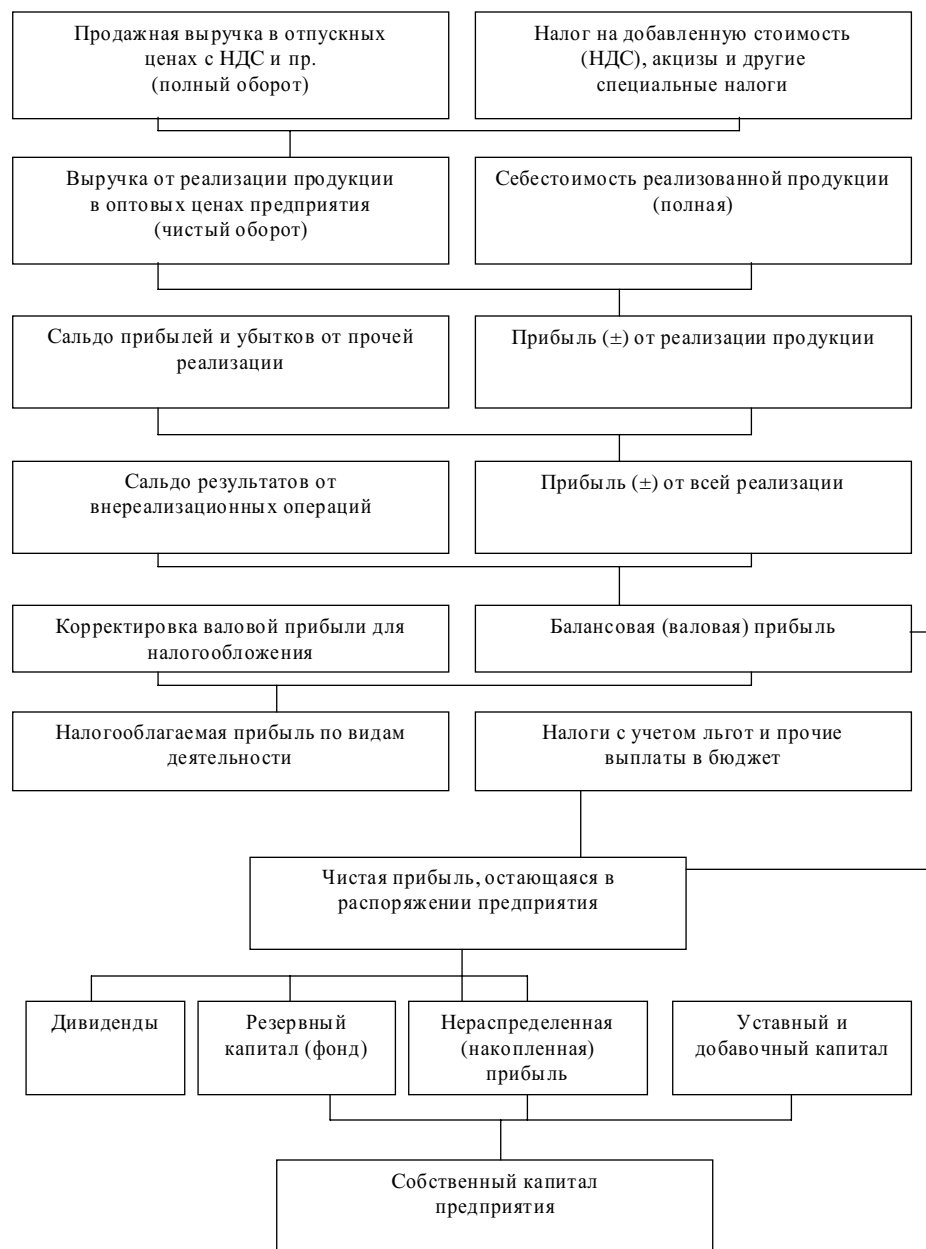 Продажная выручка в отпускных
ценах с НДС и пр.
(полный оборот)
Налог на добавленную стоимость
(НДС), акцизы и другие
специальные налоги
Выручка от реализации продукции
в оптовых ценах предприятия
(чистый оборот)
Себестоимость реализованной продукции
(полная)
Сальдо прибылей и убытков от прочей
реализации
Прибыль (±) от реализации продукции
Сальдо результатов от
внереализационных операций
Прибыль (±) от всей реализации
Корректировка валовой прибыли для
налогообложения
Балансовая (валовая) прибыль
Налогооблагаемая прибыль по видам
деятельности
Налоги с учетом льгот и прочие
выплаты в бюджет
Чистая прибыль, остающаяся в
распоряжении предприятия
Дивиденды
Резервный
капитал (фонд)
Нераспределенная
(накопленная)
прибыль
Уставный и
добавочный капитал
Собственный капитал
предприятия